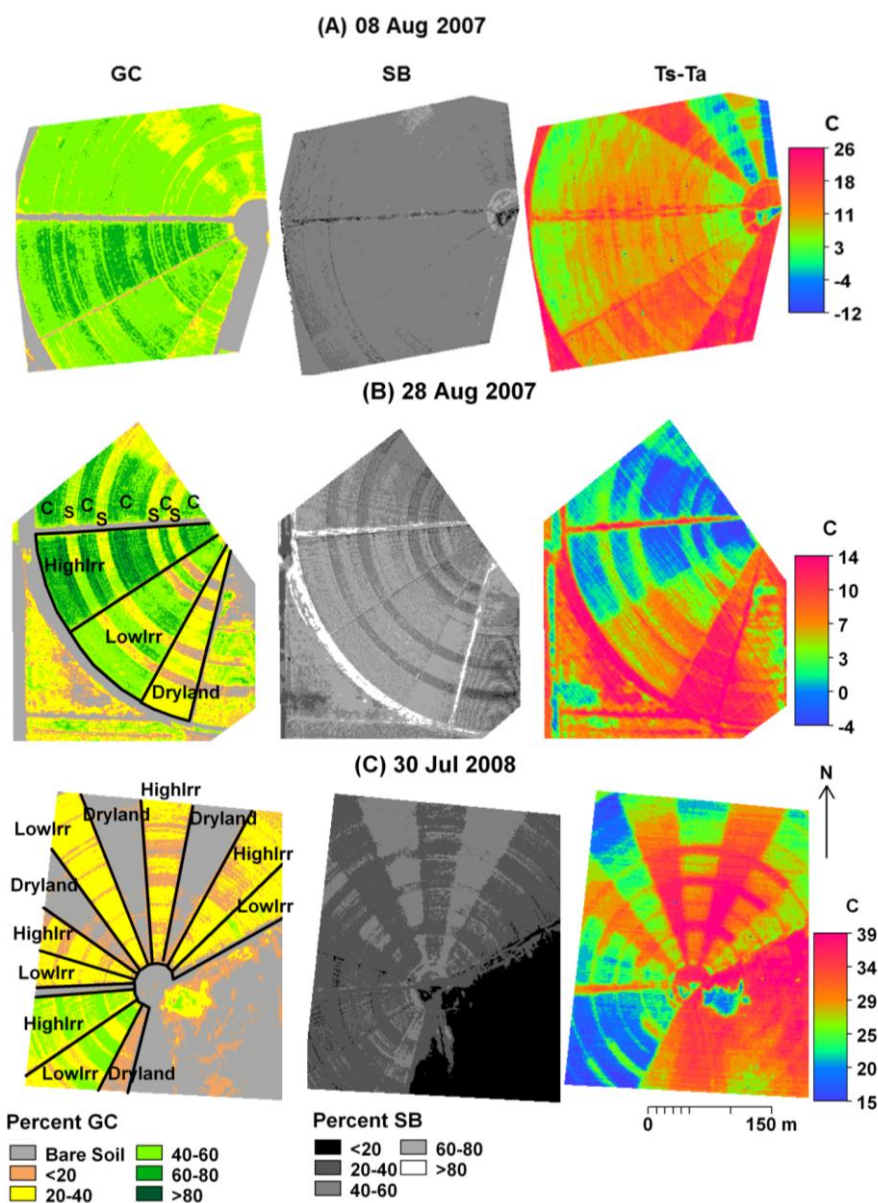 (A) 08 Aug 2007
GC SB Ts-Ta
C
26
18
11
3
-4
-12
(B) 28 Aug 2007
C S C S C S C S C
HighIrr
LowIrr
Dryland
C
14
10
7
3
0
-4
(C) 30 Jul 2008
HighIrr
Dryland Dryland
LowIrr
HighIrr
Dryland
LowIrr
HighIrr
LowIrr
HighIrr
LowIrr Dryland
N
C
39
34
29
25
20
15
0 150 m
Percent GC
Bare Soil 40-60
<20 60-80
20-40 >80
Percent SB
<20 60-80
20-40 >80
40-60